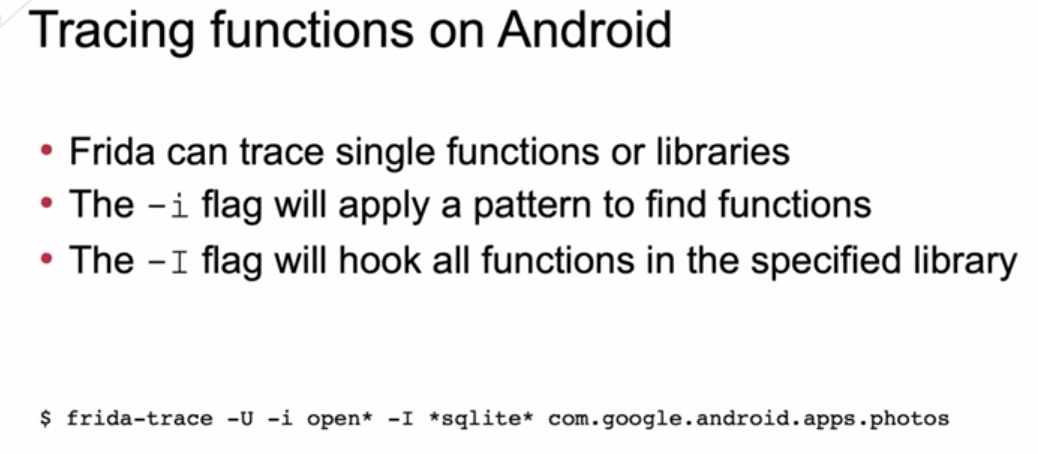 Tracing functions on Android
• Frida can trace single functions or libraries
• The -i flag will apply a pattern to find functions
• The -I flag will hook all functions in the specified library
$ frida-trace -U -i open* -I *sqlite* com.google.android.apps.photos